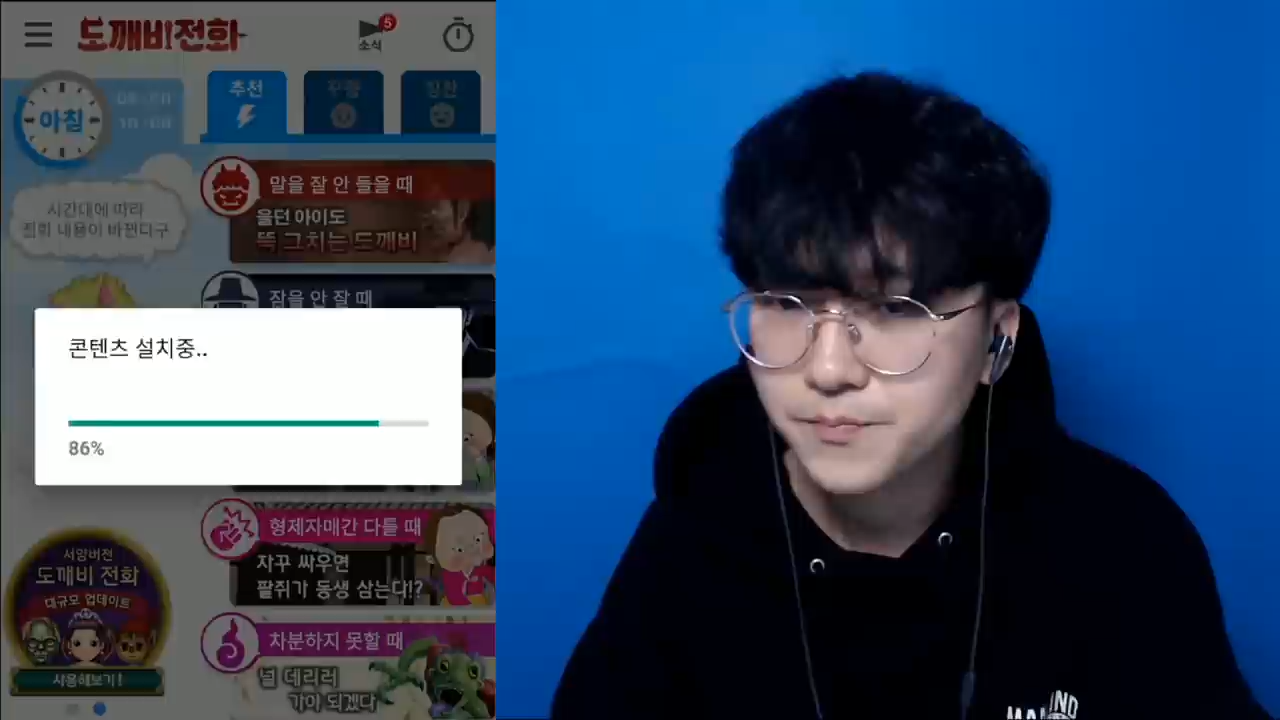 도깨비전화
5
소식
아침
추천
꾸중
칭찬
시간대에 따라
전화 내용이 바뀐다구
말을 잘 안 들을 때
울던 아이도
뚝 그치는 도깨비
잠을 안 잘 때
콘텐츠 설치중..
86%
형제자매간 다툴 때
자꾸 싸우면
팥쥐가 동생 삼는다!?
차분하지 못할 때
널 데리러
가야 되겠다
서양버전
도깨비 전화
대규모 업데이트
사용해보기!